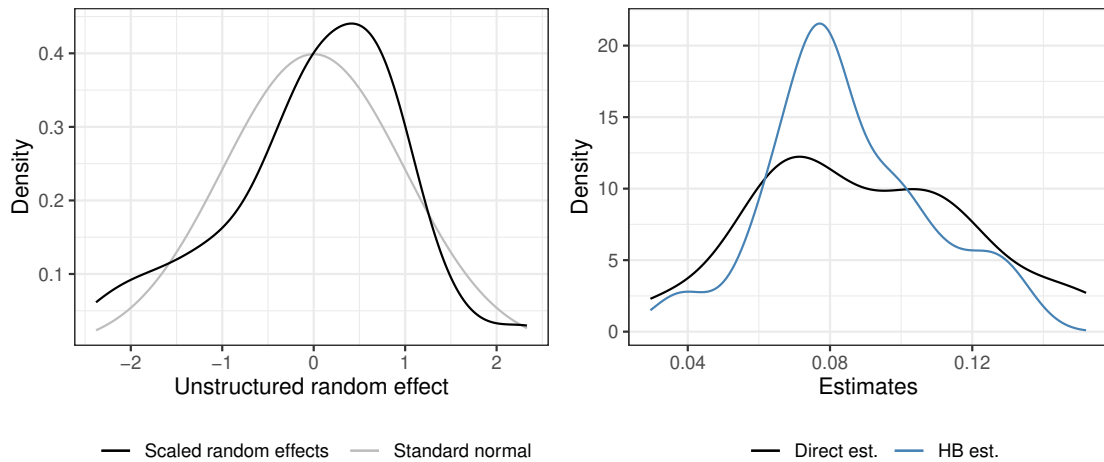 0.4
0.3
0.2
0.1
Density
−2 −1 0 1 2
Unstructured random effect
Scaled random effects Standard normal
20
15
10
5
0
Density
0.04 0.08 0.12
Estimates
Direct est. HB est.